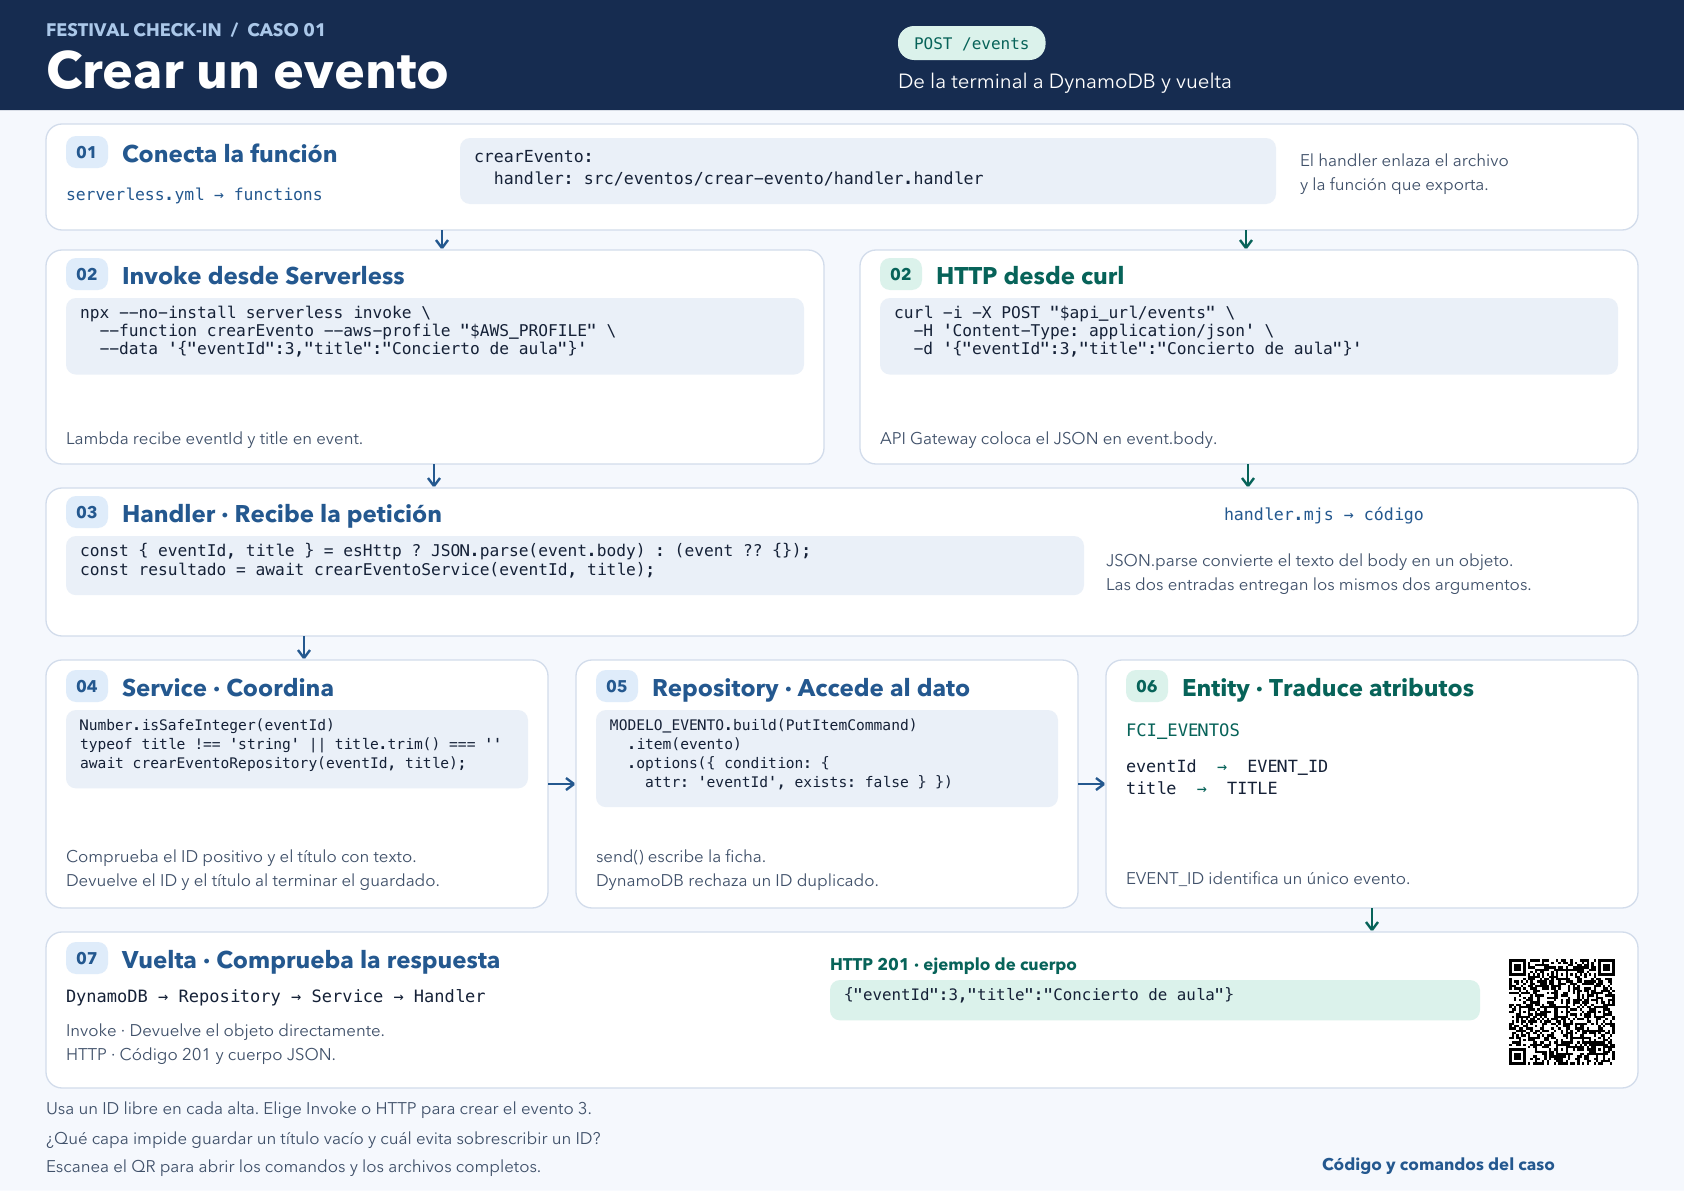 FESTIVAL CHECK-IN / CASO 01
Crear un evento
POST /events
De la terminal a DynamoDB y vuelta
01 Conecta la función
serverless.yml → functions
crearEvento:
  handler: src/eventos/crear-evento/handler.handler
El handler enlaza el archivo
y la función que exporta.
02 Invoke desde Serverless
npx --no-install serverless invoke \
  --function crearEvento --aws-profile "$AWS_PROFILE" \
  --data '{"eventId":3,"title":"Concierto de aula"}'
Lambda recibe eventId y title en event.
02 HTTP desde curl
curl -i -X POST "$api_url/events" \
  -H 'Content-Type: application/json' \
  -d '{"eventId":3,"title":"Concierto de aula"}'
API Gateway coloca el JSON en event.body.
03 Handler · Recibe la petición
handler.mjs → código
const { eventId, title } = esHttp ? JSON.parse(event.body) : (event ?? {});
const resultado = await crearEventoService(eventId, title);
JSON.parse convierte el texto del body en un objeto.
Las dos entradas entregan los mismos dos argumentos.
04 Service · Coordina
Number.isSafeInteger(eventId)
typeof title !== 'string' || title.trim() === ''
await crearEventoRepository(eventId, title);
Comprueba el ID positivo y el título con texto.
Devuelve el ID y el título al terminar el guardado.
05 Repository · Accede al dato
MODELO_EVENTO.build(PutItemCommand)
  .item(evento)
  .options({ condition: {
    attr: 'eventId', exists: false } })
send() escribe la ficha.
DynamoDB rechaza un ID duplicado.
06 Entity · Traduce atributos
FCI_EVENTOS
eventId → EVENT_ID
title → TITLE
EVENT_ID identifica un único evento.
07 Vuelta · Comprueba la respuesta
DynamoDB → Repository → Service → Handler
Invoke · Devuelve el objeto directamente.
HTTP · Código 201 y cuerpo JSON.
HTTP 201 · ejemplo de cuerpo
{"eventId":3,"title":"Concierto de aula"}
Usa un ID libre en cada alta. Elige Invoke o HTTP para crear el evento 3.
¿Qué capa impide guardar un título vacío y cuál evita sobrescribir un ID?
Escanea el QR para abrir los comandos y los archivos completos.
Código y comandos del caso